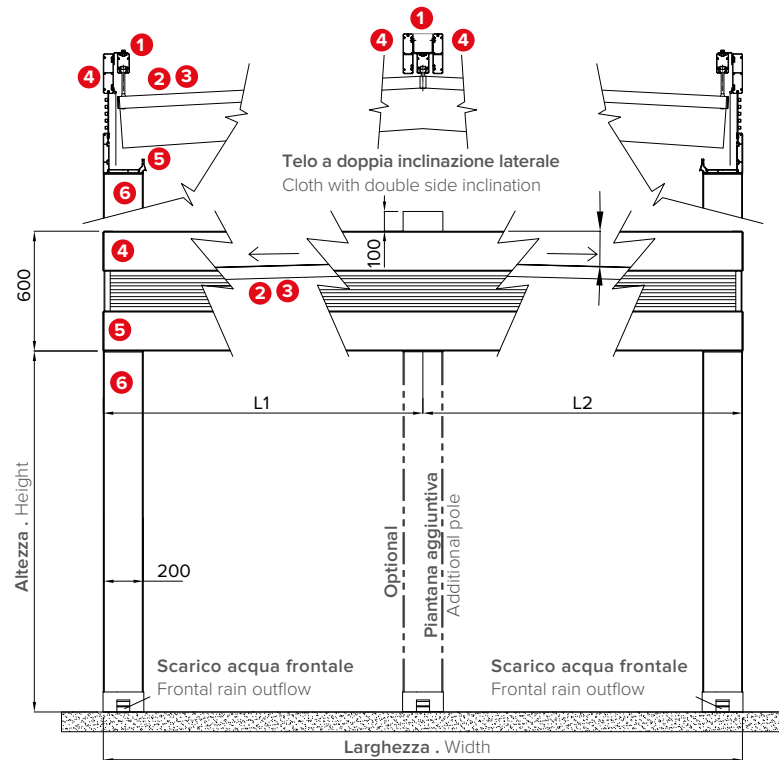 1
4 4
1
4 2 3
5
Telo a doppia inclinazione laterale
Cloth with double side inclination
6
100
4
600
2 3
5
6
L1
L2
Altezza . Height
Optional
Piantana aggiuntiva
Additional pole
200
Scarico acqua frontale
Frontal rain outflow
Scarico acqua frontale
Frontal rain outflow
Larghezza . Width